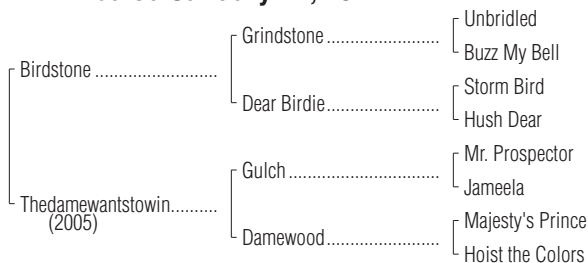 Unbridled
Grindstone ........................
Buzz My Bell
Birdstone ..........................
Storm Bird
Dear Birdie........................
Hush Dear
Mr. Prospector
Gulch ................................
Jameela
Thedamewantstowin..........
(2005)
Majesty's Prince
Damewood........................
Hoist the Colors